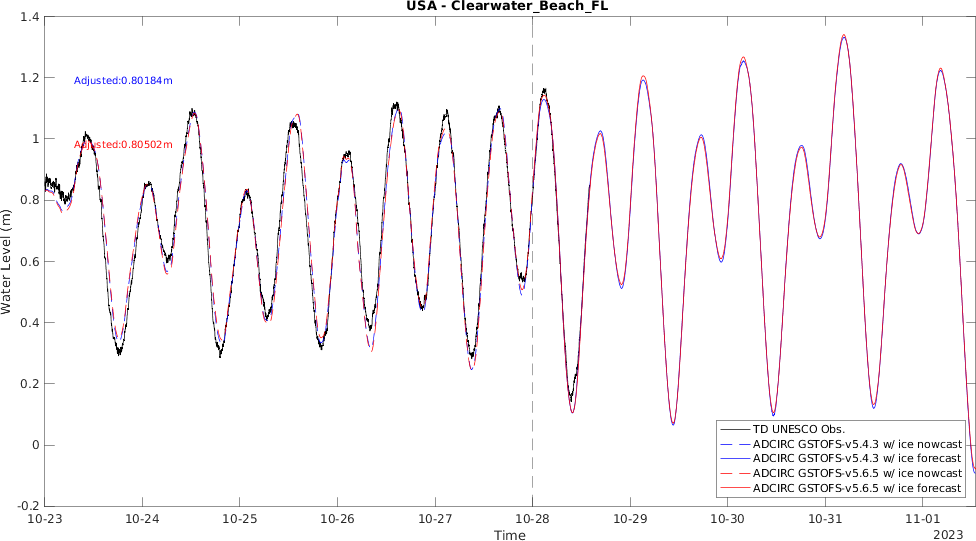 USA - Clearwater_Beach_FL
1.4
1.2
1
0.8
0.6
0.4
0.2
0
-0.2
Water Level (m)
Adjusted:0.80184m
Adjusted:0.80502m
TD UNESCO Obs.
ADCIRC GSTOFS-v5.4.3 w/ ice nowcast
ADCIRC GSTOFS-v5.4.3 w/ ice forecast
ADCIRC GSTOFS-v5.6.5 w/ ice nowcast
ADCIRC GSTOFS-v5.6.5 w/ ice forecast
10-23 10-24 10-25 10-26 10-27 10-28 10-29 10-30 10-31 11-01
Time
2023